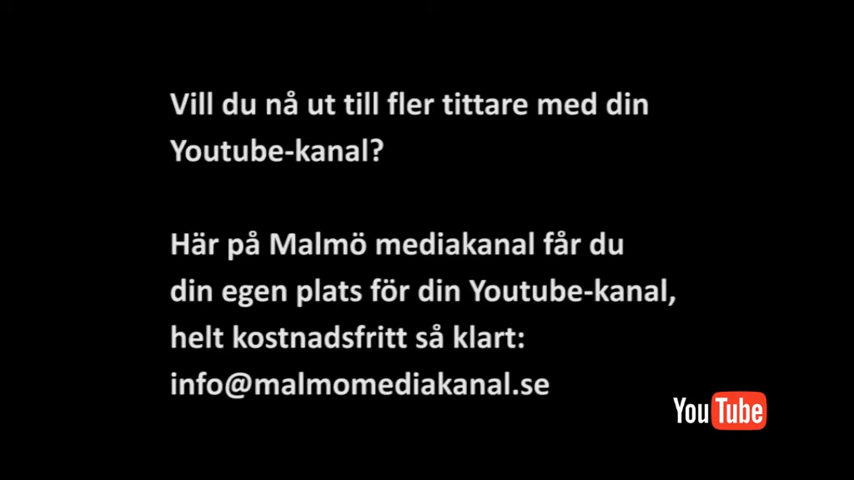 Vill du nå ut till fler tittare med din
Youtube-kanal?
Här på Malmö mediakanal får du
din egen plats för din Youtube-kanal,
helt kostnadsfritt så klart:
info@malmomediakanal.se
YouTube